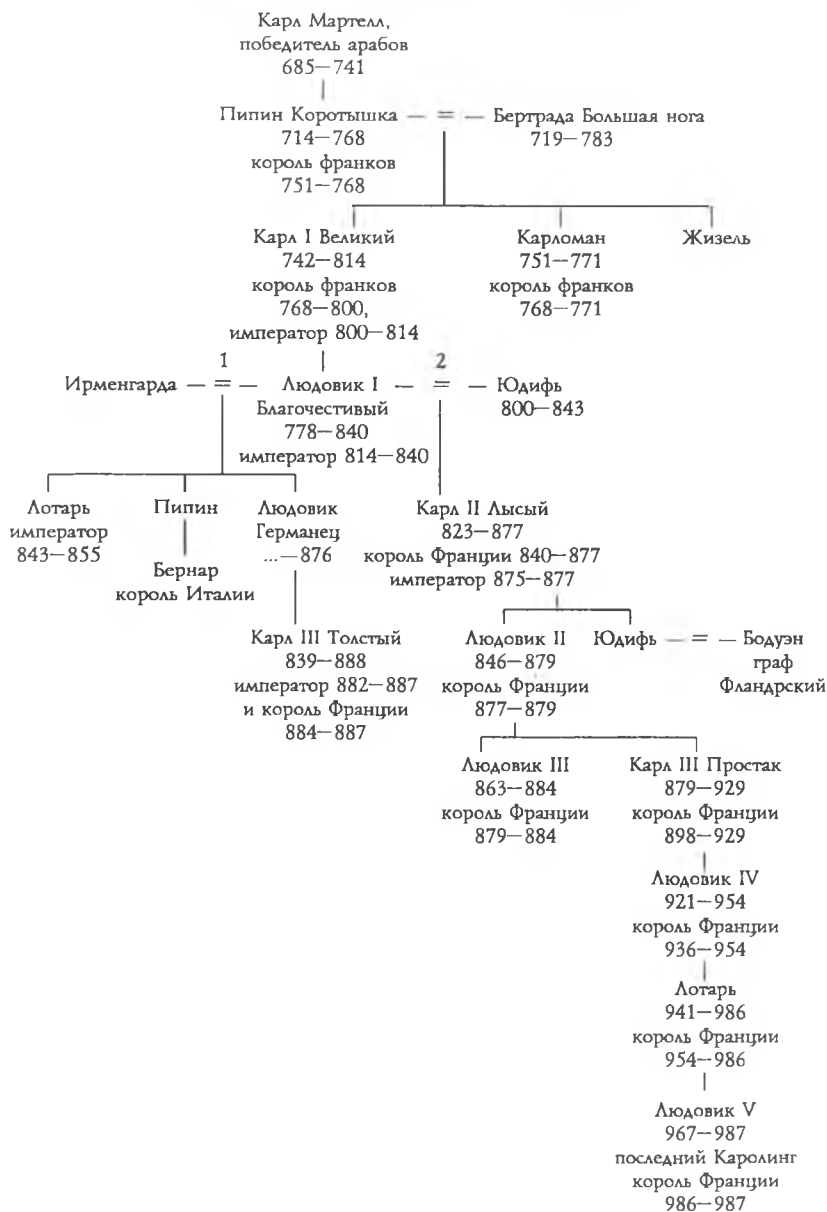 Карл Мартелл,
победитель арабов
685—741
Пипин Коротышка — = — Бертрада Большая нога
714—768 719—783
король франков
751—768
Карл I Великий Карломан Жизель
742—814 751—771
король франков король франков
768—800, 768—771
император 800—814
1 2
Ирменгарда — = — Людовик I — = — Юдифь
Благочестивый 800—843
778—840
император 814—840
Лотарь Пипин Людовик Карл II Лысый
император Германец 823—877
843—855 ...—876 король Франции 840—877
Бернар император 875—877
король Италии
Карл III Толстый Людовик II Юдифь — = — Бодуэн
839—888 846—879 граф
император 882—887 король Франции Фландрский
и король Франции 877—879
884—887
Людовик III Карл III Простак
863—884 879—929
король Франции король Франции
879—884 898—929
Людовик IV
921—954
король Франции
936—954
Лотарь
941—986
король Франции
954—986
Людовик V
967—987
последний Каролинг
король Франции
986—987